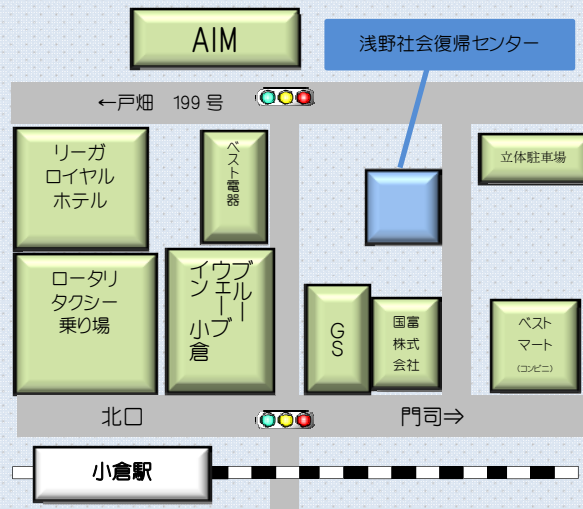 AIM
浅野社会復帰センター
←戸畑 199号
リーガ
ロイヤル
ホテル
ベスト電器
立体駐車場
ロータリ
タクシー
乗り場
ブルー
ウェーブ
イン 小倉
GS
国富
株式
会社
ベスト
マート
(コンビニ)
北口
門司⇒
小倉駅